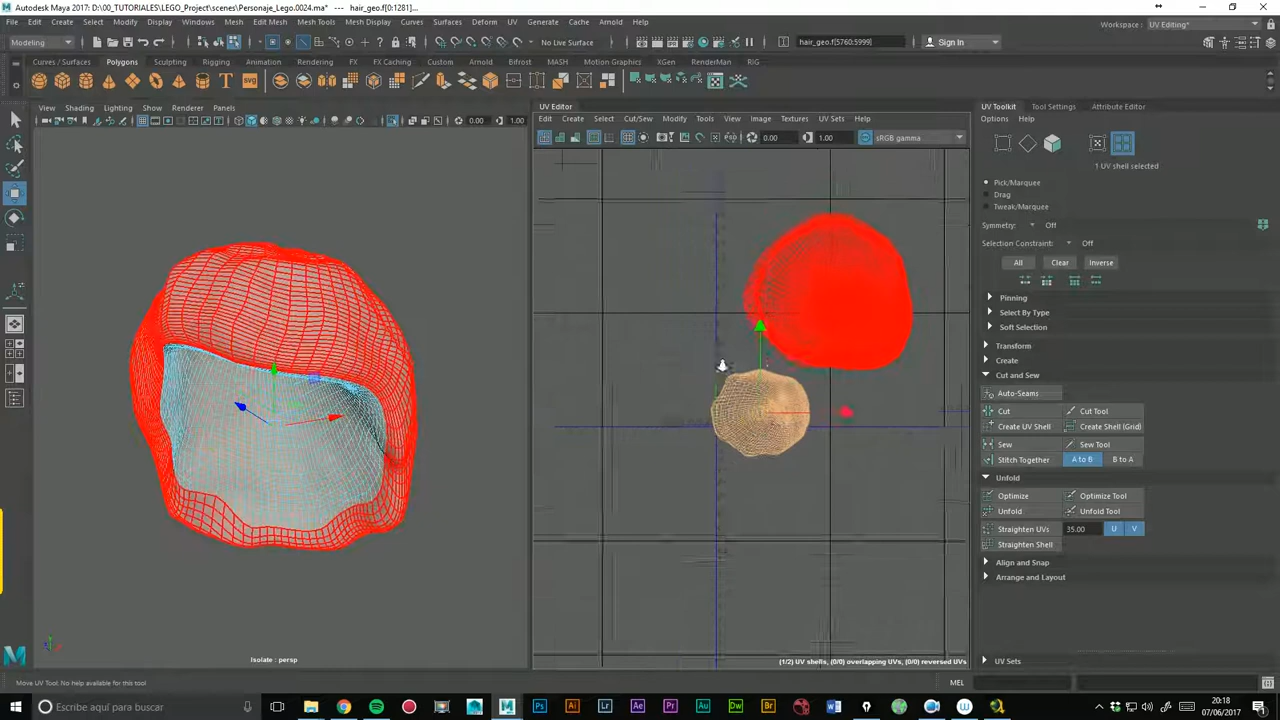 Autodesk Maya 2017: D:\00_TUTORIALES\LEGO_Project\scenes\Personaje_Lego.0024.ma* --- hair_geo.f[0:1281]...
File Edit Create Select Modify Display Windows Mesh Edit Mesh Mesh Tools Mesh Display Curves Surfaces Deform UV Generate Cache Arnold Help Workspace : UV Editing*
Modeling No Live Surface hair_geo.f[5760:5999] Sign In
Curves / Surfaces Polygons Sculpting Rigging Animation Rendering FX FX Caching Custom Arnold Bifrost MASH Motion Graphics XGen RenderMan RIG
T svg
View Shading Lighting Show Renderer Panels
0.00 1.00
UV Editor
Edit Create Select Cut/Sew Modify Tools View Image Textures UV Sets Help
0.00 1.00 sRGB gamma
UV Toolkit Tool Settings Attribute Editor
Options Help
1 UV shell selected
Pick/Marquee
Drag
Tweak/Marquee
Symmetry: Off
Selection Constraint: Off
All Clear Inverse
Pinning
Select By Type
Soft Selection
Transform
Create
Cut and Sew
Auto-Seams
Cut Cut Tool
Create UV Shell Create Shell (Grid)
Sew Sew Tool
Stitch Together A to B B to A
Unfold
Optimize Optimize Tool
Unfold Unfold Tool
Straighten UVs 35.00 U V
Straighten Shell
Align and Snap
Arrange and Layout
UV Sets
Isolate : persp
(1/2) UV shells, (0/0) overlapping UVs, (0/0) reversed UVs
Move UV Tool. No help available for this tool MEL
Escribe aquí para buscar
Ps Ai Lr Ae Pr Au Dw Br
20:18
07/06/2017